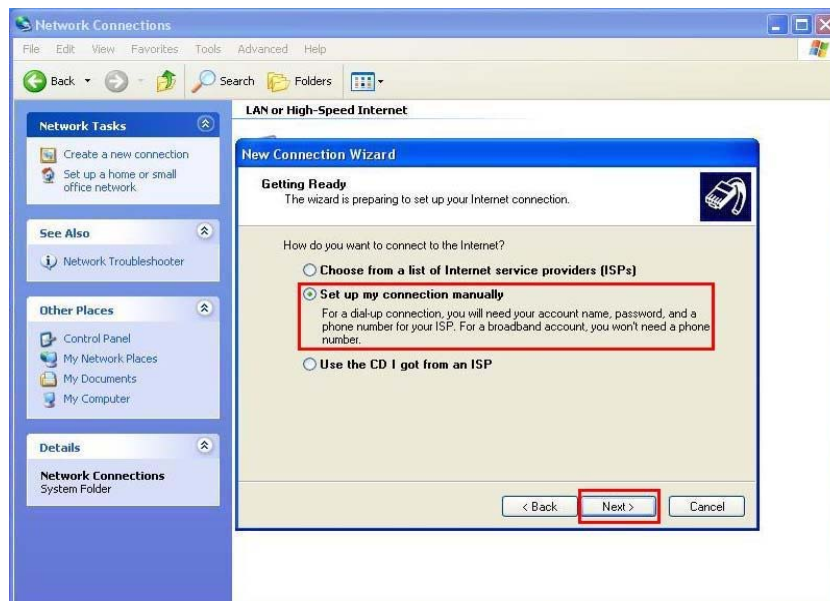 Network Connections
File Edit View Favorites Tools Advanced Help
Back Search Folders
LAN or High-Speed Internet
Network Tasks
Create a new connection
Set up a home or small
office network
See Also
Network Troubleshooter
Other Places
Control Panel
My Network Places
My Documents
My Computer
Details
Network Connections
System Folder
New Connection Wizard
Getting Ready
The wizard is preparing to set up your Internet connection.
How do you want to connect to the Internet?
Choose from a list of Internet service providers (ISPs)
Set up my connection manually
For a dial-up connection, you will need your account name, password, and a
phone number for your ISP. For a broadband account, you won't need a phone
number.
Use the CD I got from an ISP
< Back Next > Cancel